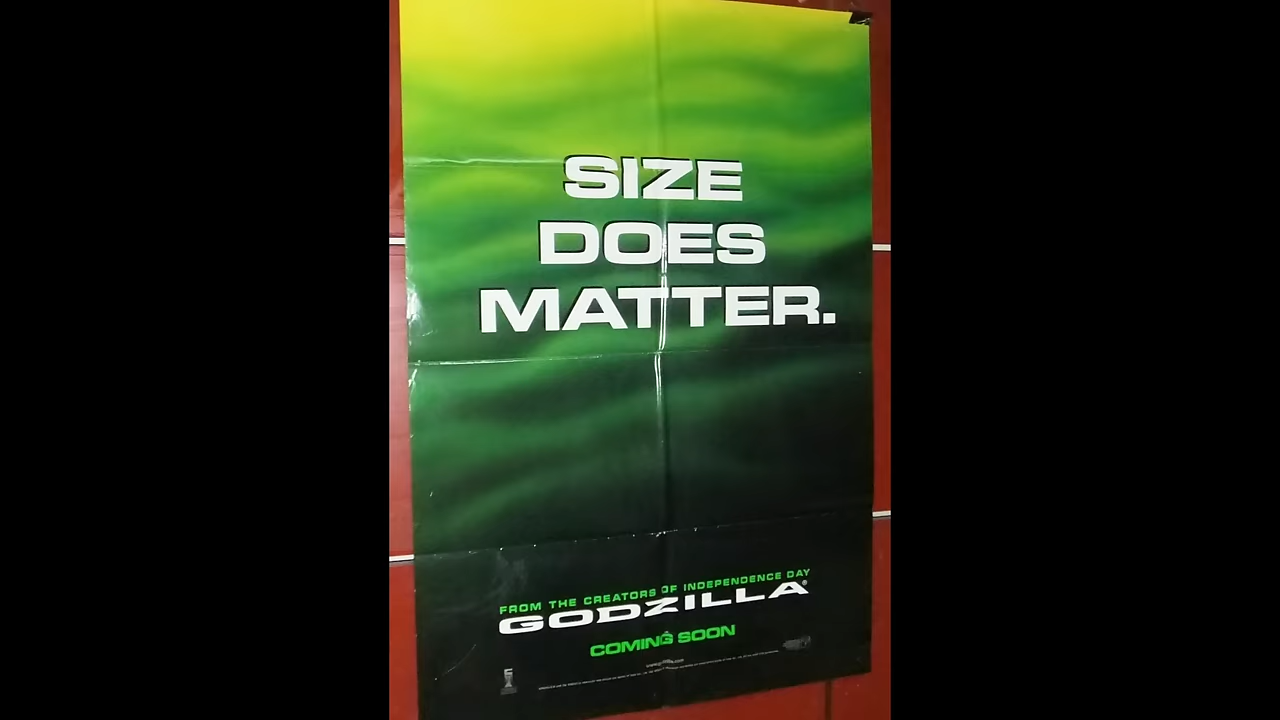 SIZE
DOES
MATTER.
FROM THE CREATORS OF INDEPENDENCE DAY
GODZILLA®
COMING SOON